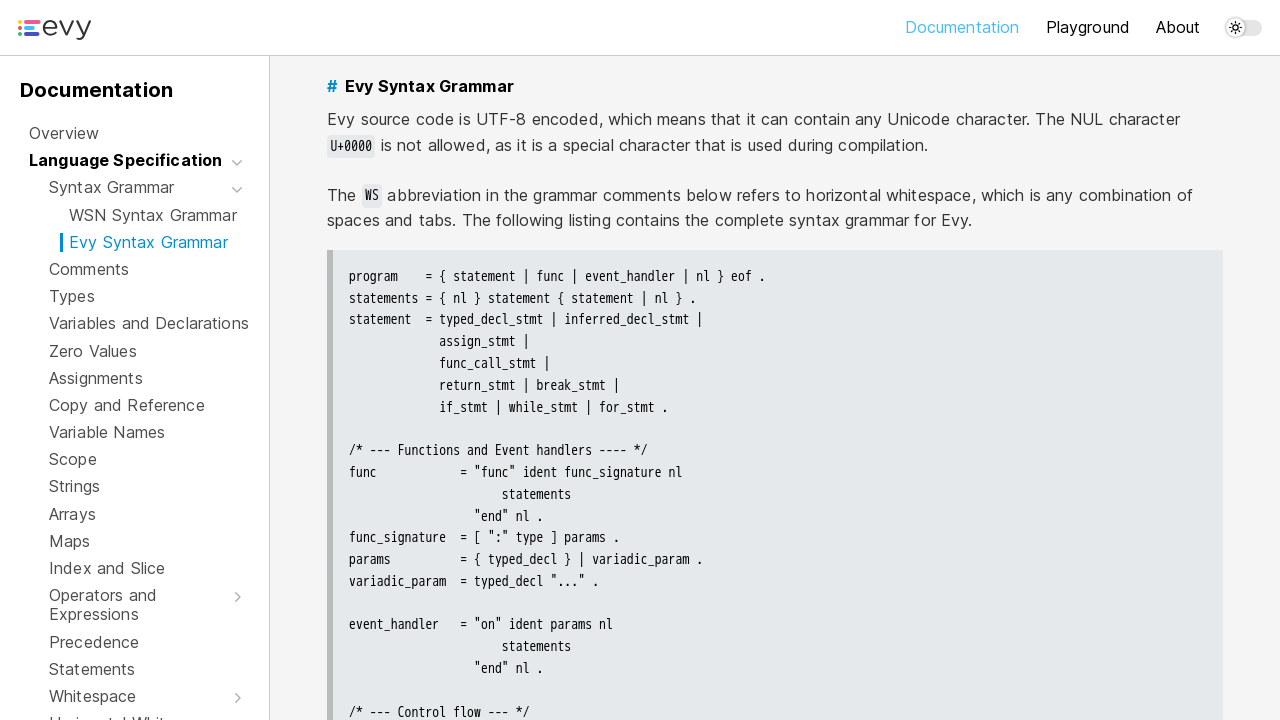 evy
Documentation
Playground
About
Documentation
Overview
Language Specification
Syntax Grammar
WSN Syntax Grammar
Evy Syntax Grammar
Comments
Types
Variables and Declarations
Zero Values
Assignments
Copy and Reference
Variable Names
Scope
Strings
Arrays
Maps
Index and Slice
Operators and
Expressions
Precedence
Statements
Whitespace
# Evy Syntax Grammar
Evy source code is UTF-8 encoded, which means that it can contain any Unicode character. The NUL character
U+0000 is not allowed, as it is a special character that is used during compilation.
The WS abbreviation in the grammar comments below refers to horizontal whitespace, which is any combination of
spaces and tabs. The following listing contains the complete syntax grammar for Evy.
program    = { statement | func | event_handler | nl } eof .
statements = { nl } statement { statement | nl } .
statement  = typed_decl_stmt | inferred_decl_stmt |
             assign_stmt |
             func_call_stmt |
             return_stmt | break_stmt |
             if_stmt | while_stmt | for_stmt .
/* --- Functions and Event handlers ---- */
func            = "func" ident func_signature nl
                      statements
                  "end" nl .
func_signature  = [ ":" type ] params .
params          = { typed_decl } | variadic_param .
variadic_param  = typed_decl "..." .
event_handler   = "on" ident params nl
                      statements
                  "end" nl .
/* --- Control flow --- */